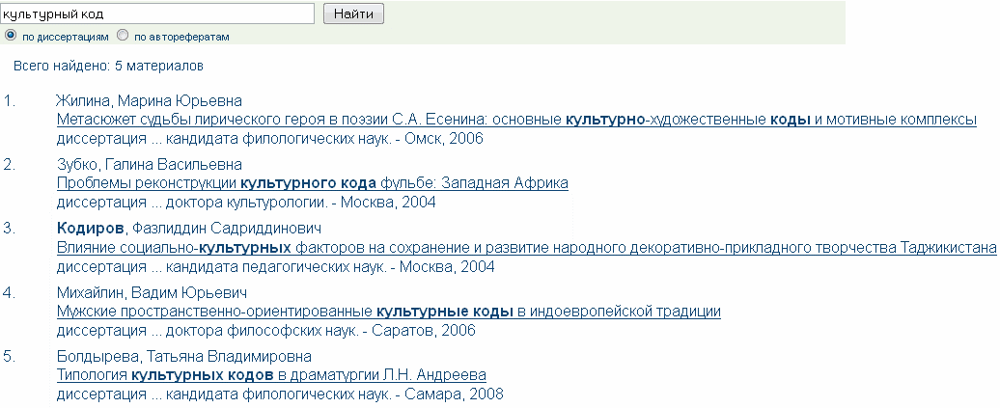 культурный код
Найти
по диссертациям по авторефератам
Всего найдено: 5 материалов
1. Жилина, Марина Юрьевна
Метасюжет судьбы лирического героя в поэзии С.А. Есенина: основные культурно-художественные коды и мотивные комплексы
диссертация ... кандидата филологических наук. - Омск, 2006
2. Зубко, Галина Васильевна
Проблемы реконструкции культурного кода фульбе: Западная Африка
диссертация ... доктора культурологии. - Москва, 2004
3. Кодиров, Фазлиддин Садриддинович
Влияние социально-культурных факторов на сохранение и развитие народного декоративно-прикладного творчества Таджикистана
диссертация ... кандидата педагогических наук. - Москва, 2004
4. Михайлин, Вадим Юрьевич
Мужские пространственно-ориентированные культурные коды в индоевропейской традиции
диссертация ... доктора философских наук. - Саратов, 2006
5. Болдырева, Татьяна Владимировна
Типология культурных кодов в драматургии Л.Н. Андреева
диссертация ... кандидата филологических наук. - Самара, 2008